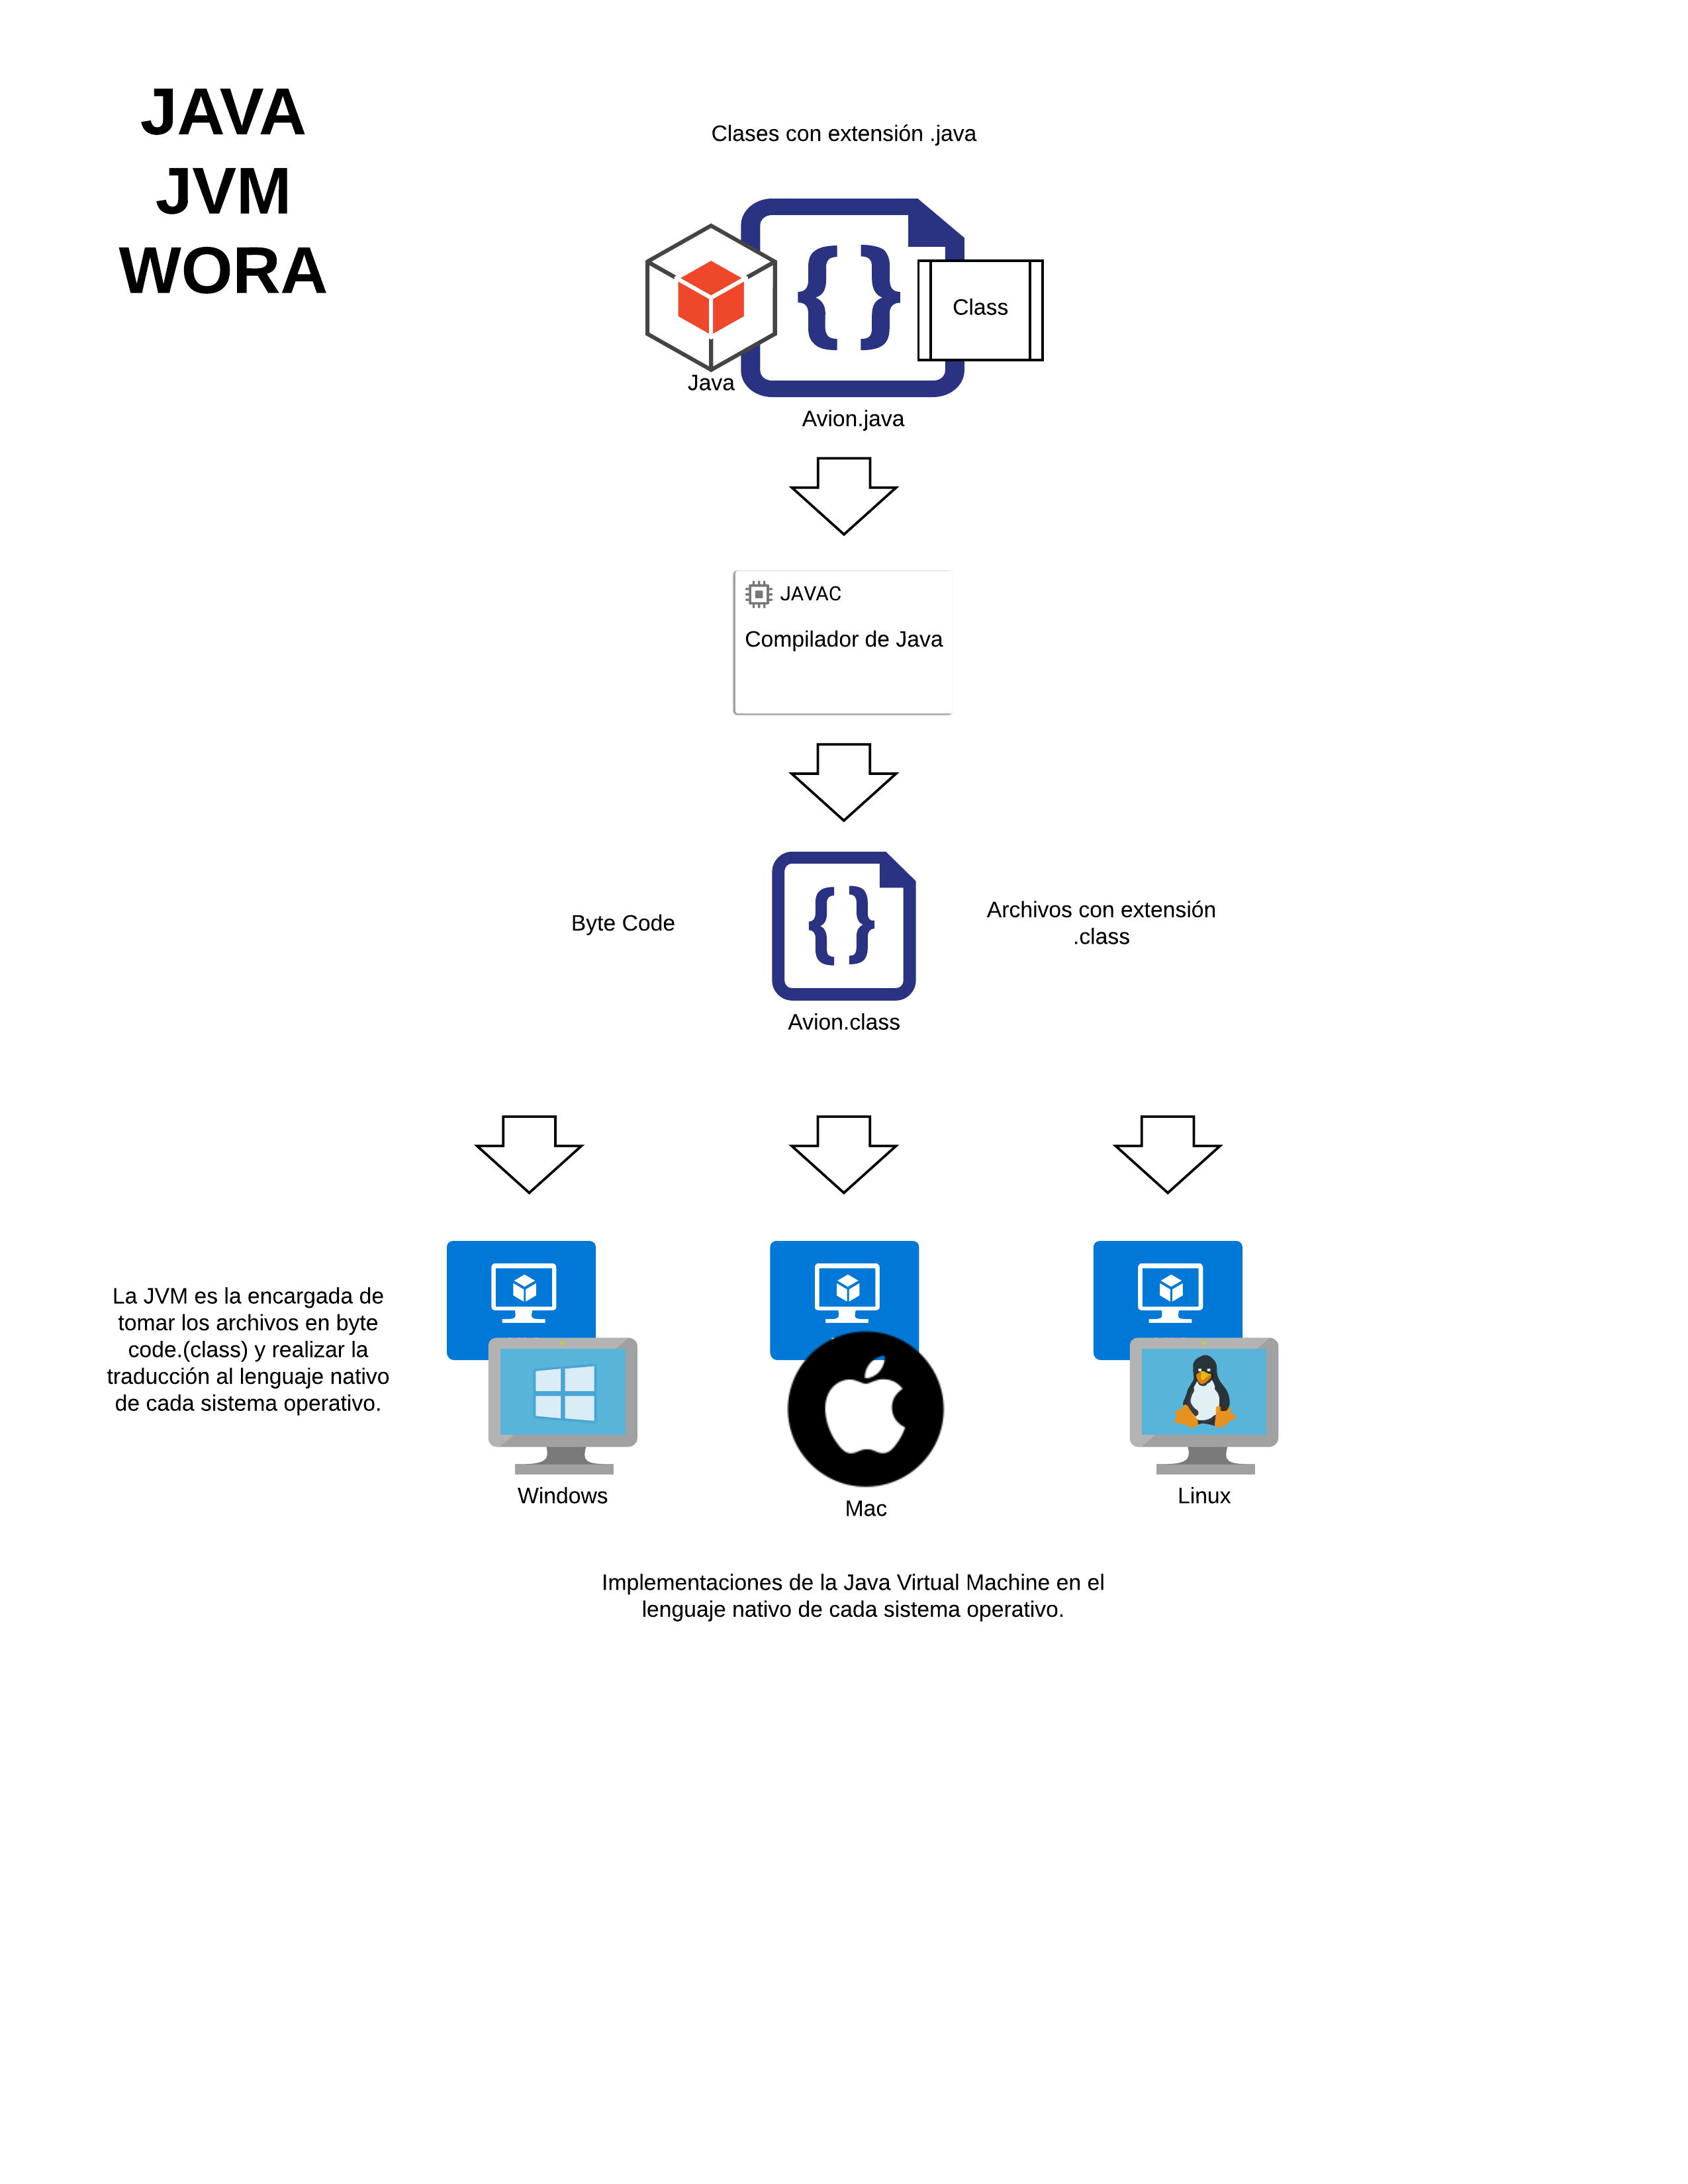 JAVA
JVM
WORA
Clases con extensión .java
Class
Java
Avion.java
JAVAC
Compilador de Java
Byte Code
Archivos con extensión
.class
Avion.class
La JVM es la encargada de
tomar los archivos en byte
code.(class) y realizar la
traducción al lenguaje nativo
de cada sistema operativo.
Windows
Mac
Linux
Implementaciones de la Java Virtual Machine en el
lenguaje nativo de cada sistema operativo.